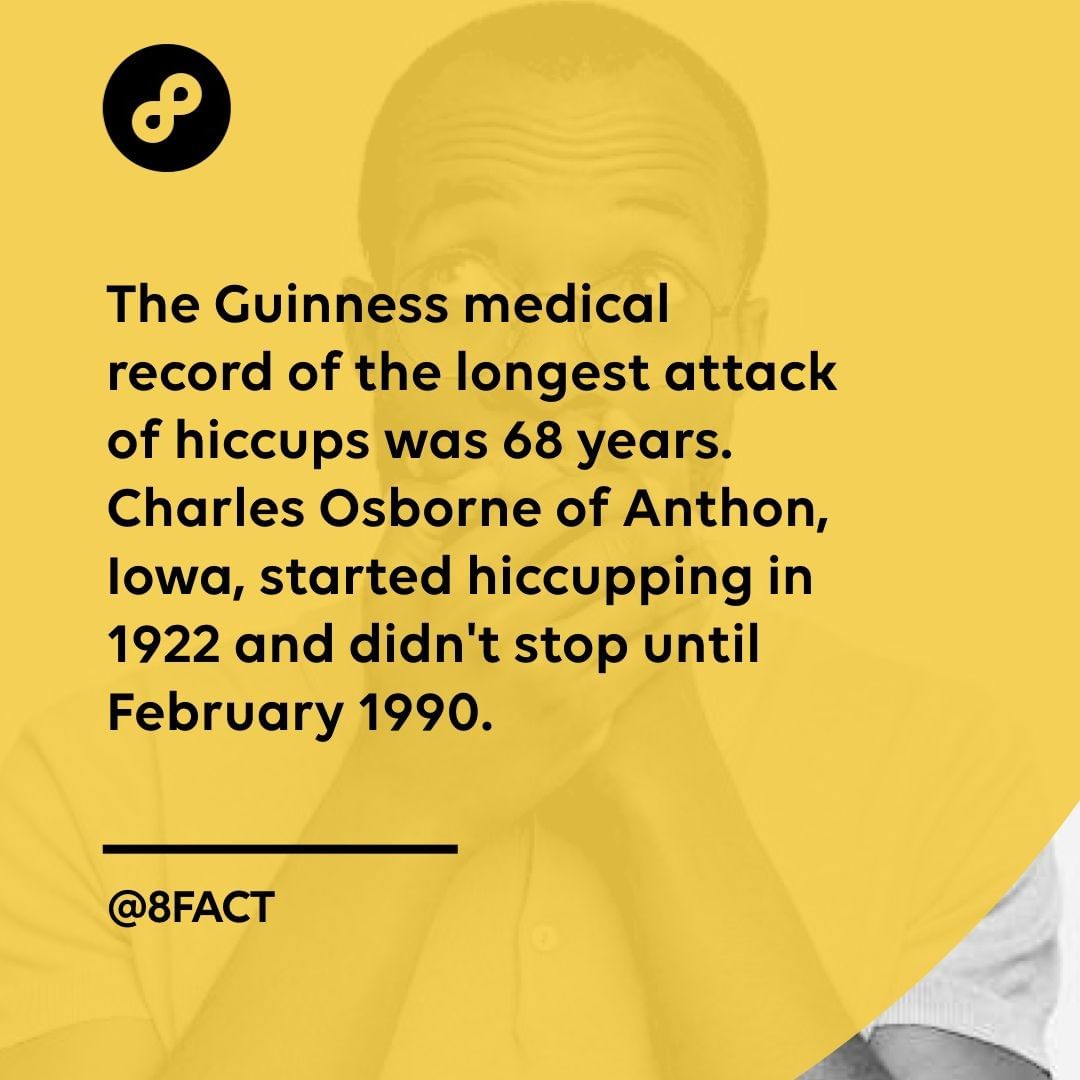 The Guinness medical
record of the longest attack
of hiccups was 68 years.
Charles Osborne of Anthon,
Iowa, started hiccupping in
1922 and didn't stop until
February 1990.
@8FACT